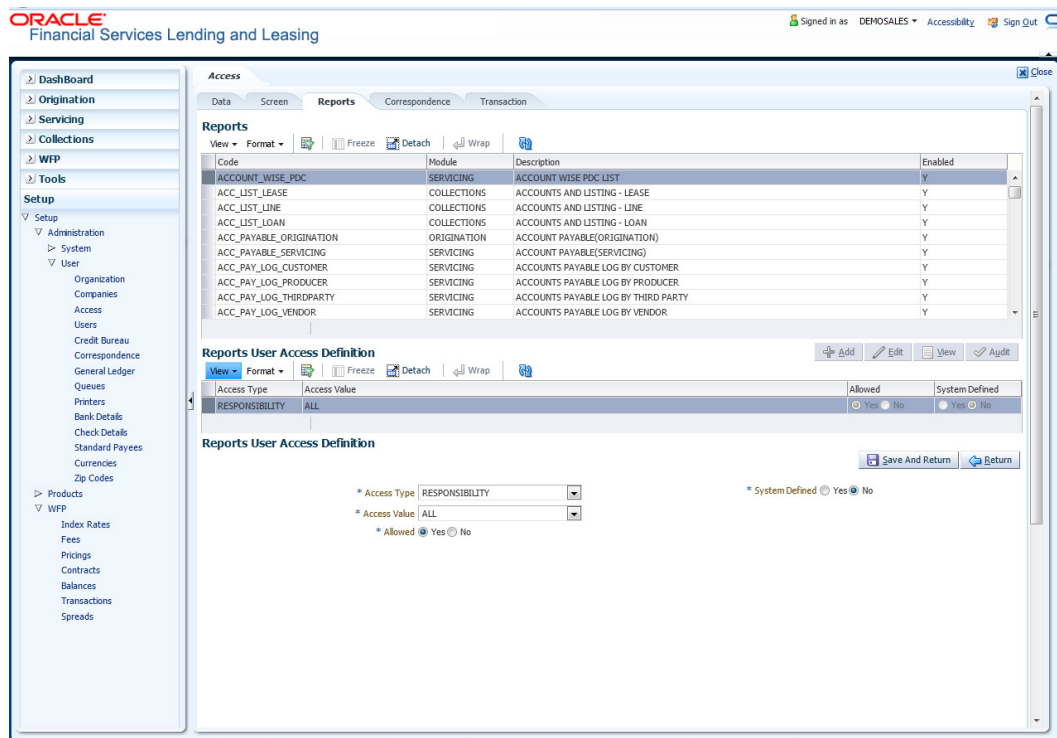 ORACLE
Financial Services Lending and Leasing
Signed in as DEMOSALES Accessibility Sign Out
Close
DashBoard
Origination
Servicing
Collections
WFP
Tools
Setup
Setup
Administration
System
User
Organization
Companies
Access
Users
Credit Bureau
Correspondence
General Ledger
Queues
Printers
Bank Details
Check Details
Standard Payees
Currencies
Zip Codes
Products
WFP
Index Rates
Fees
Pricings
Contracts
Balances
Transactions
Spreads
Access
Data Screen Reports Correspondence Transaction
Reports
View Format Freeze Detach Wrap
Code Module Description Enabled
ACCOUNT_WISE_PDC SERVICING ACCOUNT WISE PDC LIST Y
ACC_LIST_LEASE COLLECTIONS ACCOUNTS AND LISTING - LEASE Y
ACC_LIST_LINE COLLECTIONS ACCOUNTS AND LISTING - LINE Y
ACC_LIST_LOAN COLLECTIONS ACCOUNTS AND LISTING - LOAN Y
ACC_PAYABLE_ORIGINATION ORIGINATION ACCOUNT PAYABLE(ORIGINATION) Y
ACC_PAYABLE_SERVICING SERVICING ACCOUNT PAYABLE(SERVICING) Y
ACC_PAY_LOG_CUSTOMER SERVICING ACCOUNTS PAYABLE LOG BY CUSTOMER Y
ACC_PAY_LOG_PRODUCER SERVICING ACCOUNTS PAYABLE LOG BY PRODUCER Y
ACC_PAY_LOG_THIRDPARTY SERVICING ACCOUNTS PAYABLE LOG BY THIRD PARTY Y
ACC_PAY_LOG_VENDOR SERVICING ACCOUNTS PAYABLE LOG BY VENDOR Y
Reports User Access Definition
Add Edit View Audit
View Format Freeze Detach Wrap
Access Type Access Value Allowed System Defined
RESPONSIBILITY ALL Yes No Yes No
Reports User Access Definition
Save And Return Return
* Access Type RESPONSIBILITY * System Defined Yes No
* Access Value ALL
* Allowed Yes No